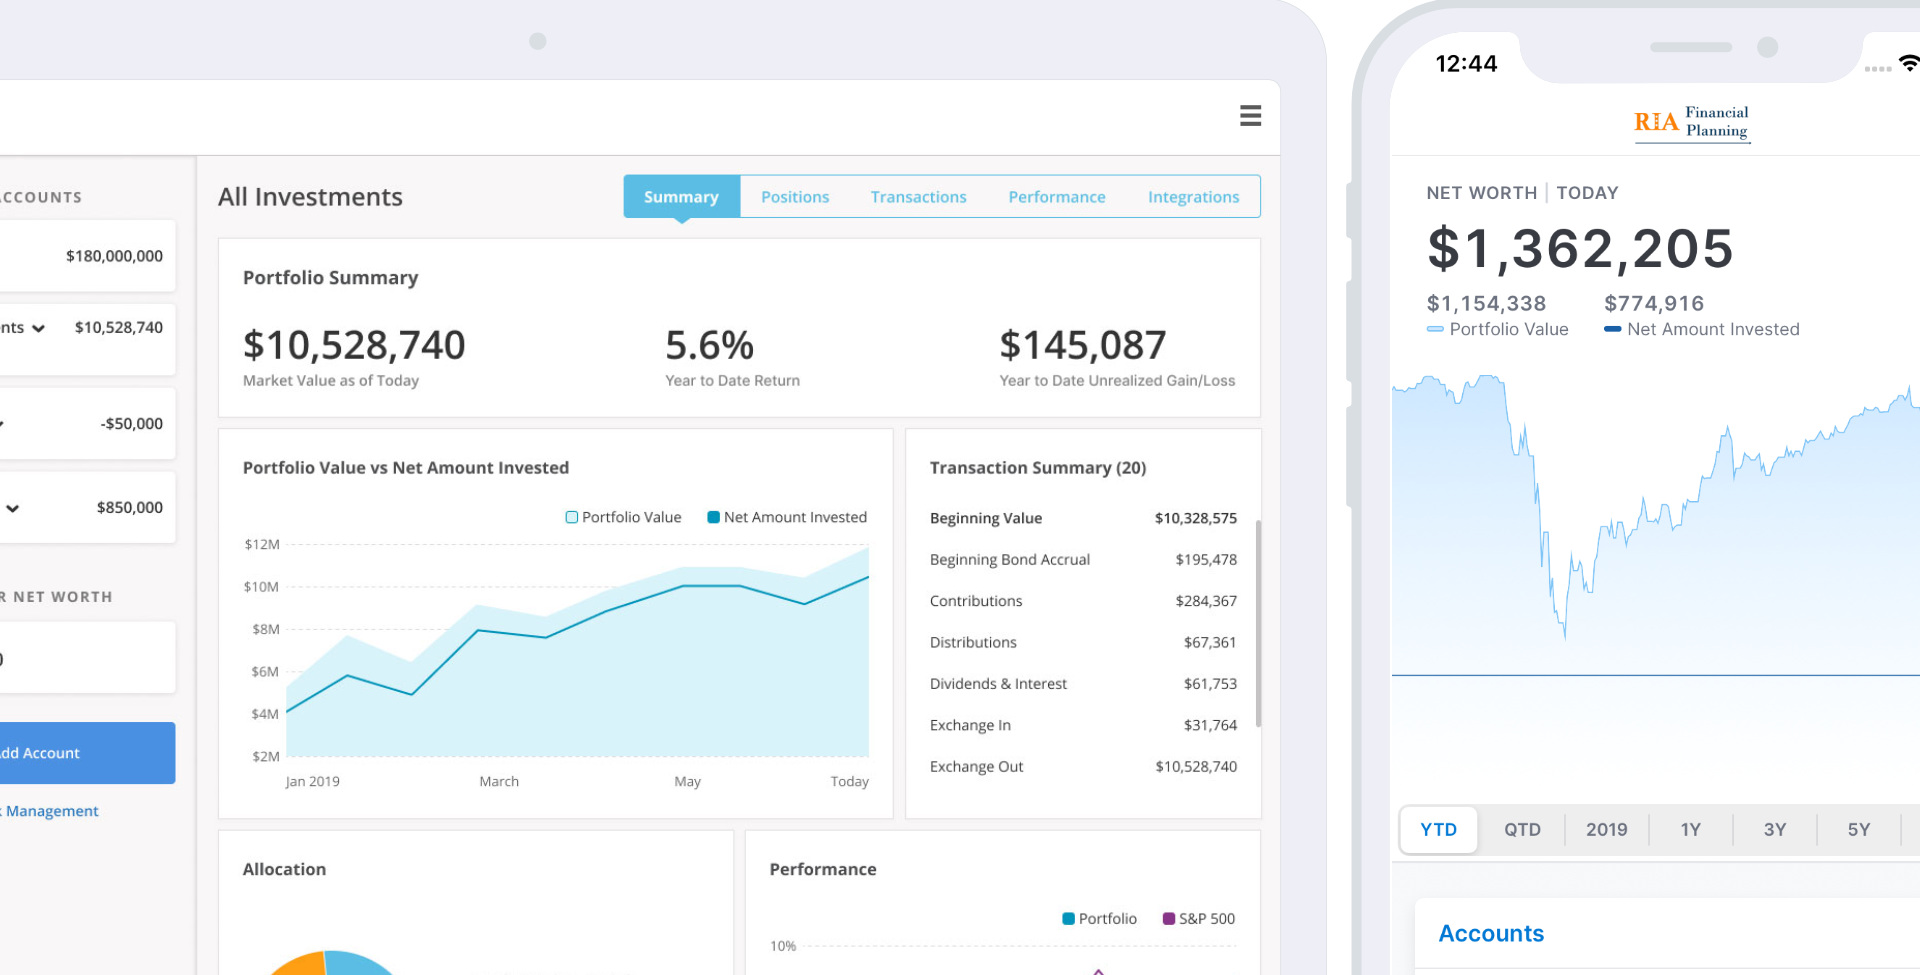 ACCOUNTS
$180,000,000
nts $10,528,740
-$50,000
$850,000
R NET WORTH
Add Account
Management
All Investments
Summary Positions Transactions Performance Integrations
Portfolio Summary
$10,528,740 5.6% $145,087
Market Value as of Today Year to Date Return Year to Date Unrealized Gain/Loss
Portfolio Value vs Net Amount Invested
Portfolio Value Net Amount Invested
$12M
$10M
$8M
$6M
$4M
$2M
Jan 2019 March May Today
Transaction Summary (20)
Beginning Value $10,328,575
Beginning Bond Accrual $195,478
Contributions $284,367
Distributions $67,361
Dividends & Interest $61,753
Exchange In $31,764
Exchange Out $10,528,740
Allocation
Performance
Portfolio S&P 500
10%
12:44
RIA Financial
Planning
NET WORTH | TODAY
$1,362,205
$1,154,338 $774,916
Portfolio Value Net Amount Invested
YTD QTD 2019 1Y 3Y 5Y
Accounts